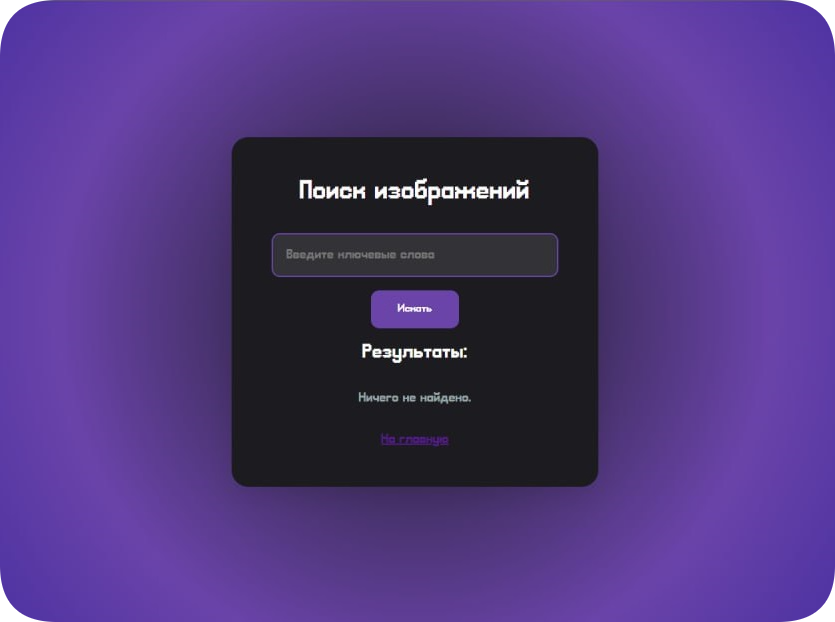 Поиск изображений
Введите ключевые слова
Искать
Результаты:
Ничего не найдено.
На главную